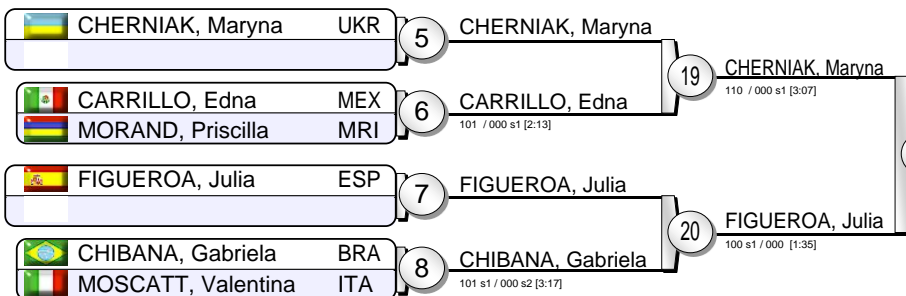 CHERNIAK, Maryna UKR
5
CHERNIAK, Maryna
19
CHERNIAK, Maryna
110 / 000 s1 [3:07]
CARRILLO, Edna MEX
MORAND, Priscilla MRI
6
CARRILLO, Edna
101 / 000 s1 [2:13]
FIGUEROA, Julia ESP
7
FIGUEROA, Julia
20
FIGUEROA, Julia
100 s1 / 000 [1:35]
CHIBANA, Gabriela BRA
MOSCATT, Valentina ITA
8
CHIBANA, Gabriela
101 s1 / 000 s2 [3:17]